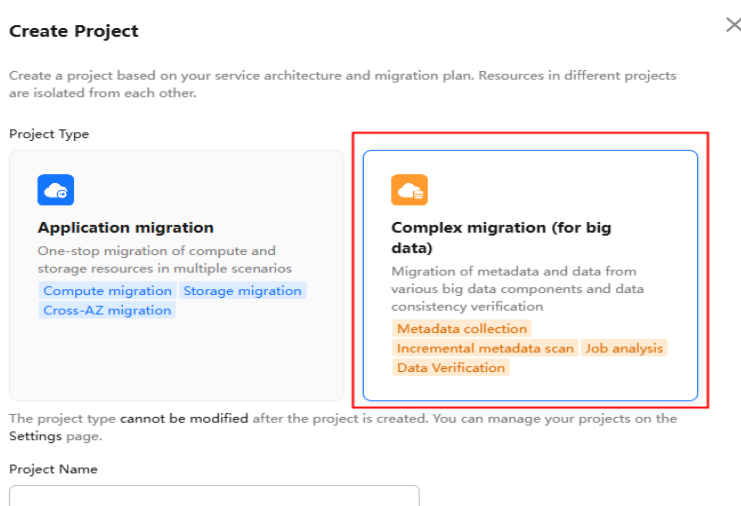 Create Project
Create a project based on your service architecture and migration plan. Resources in different projects
are isolated from each other.
Project Type
Application migration
One-stop migration of compute and
storage resources in multiple scenarios
Compute migration Storage migration
Cross-AZ migration
Complex migration (for big
data)
Migration of metadata and data from
various big data components and data
consistency verification
Metadata collection
Incremental metadata scan Job analysis
Data Verification
The project type cannot be modified after the project is created. You can manage your projects on the
Settings page.
Project Name